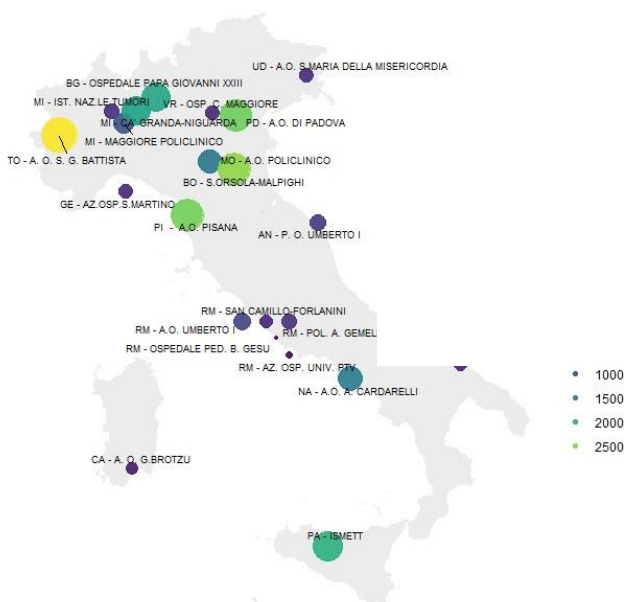 UD - A.O. S.MARIA DELLA MISERICORDIA
BG - OSPEDALE PAPA GIOVANNI XXIII
MI - IST. NAZ.LE TUMORI
VR - OSP. C. MAGGIORE
MI - CA' GRANDA-NIGUARDA
PD - A.O. DI PADOVA
MI - MAGGIORE POLICLINICO
TO - A. O. S. G. BATTISTA
MO - A.O. POLICLINICO
BO - S.ORSOLA-MALPIGHI
GE - AZ.OSP.S.MARTINO
PI - A.O. PISANA
AN - P. O. UMBERTO I
RM - SAN CAMILLO-FORLANINI
RM - A.O. UMBERTO I
RM - POL. A. GEMEL
RM - OSPEDALE PED. B. GESU
RM - AZ. OSP. UNIV. PTV
NA - A.O. A. CARDARELLI
1000
1500
2000
2500
CA - A. O. G.BROTZU
PA - ISMETT